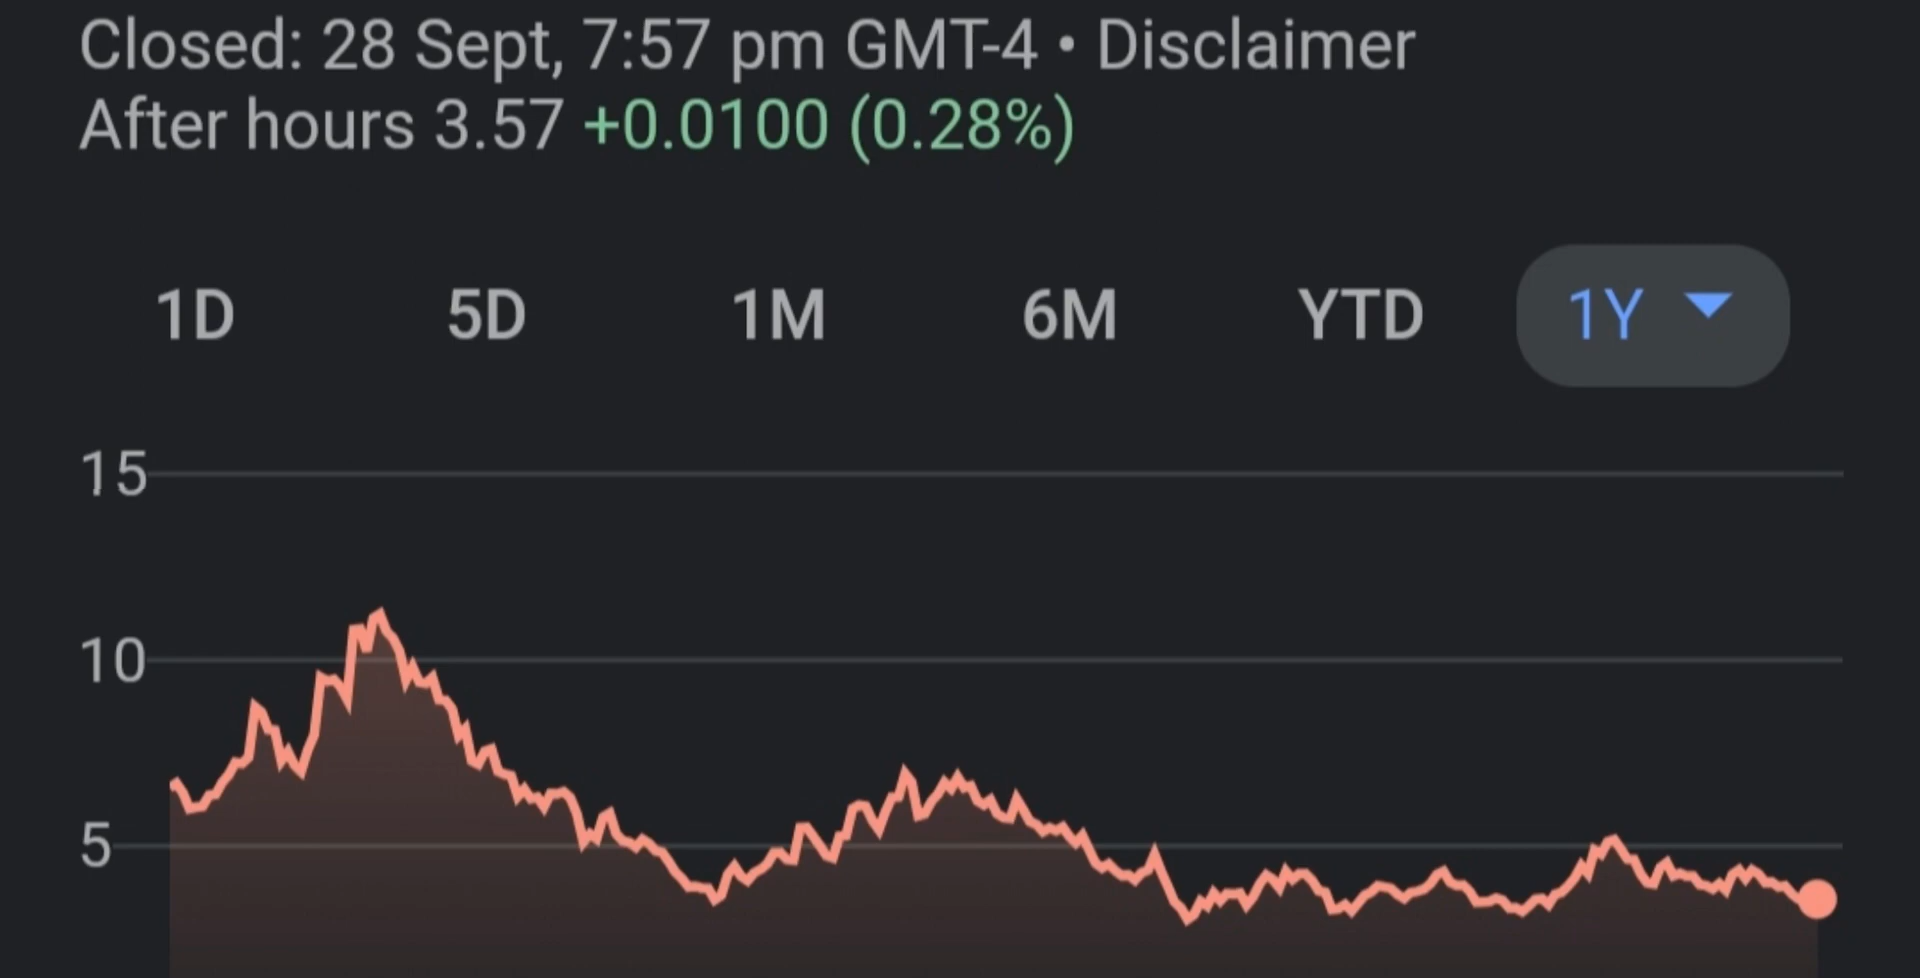 Closed: 28 Sept, 7:57 pm GMT-4 • Disclaimer
After hours 3.57 +0.0100 (0.28%)
1D 5D 1M 6M YTD 1Y
15
10
5